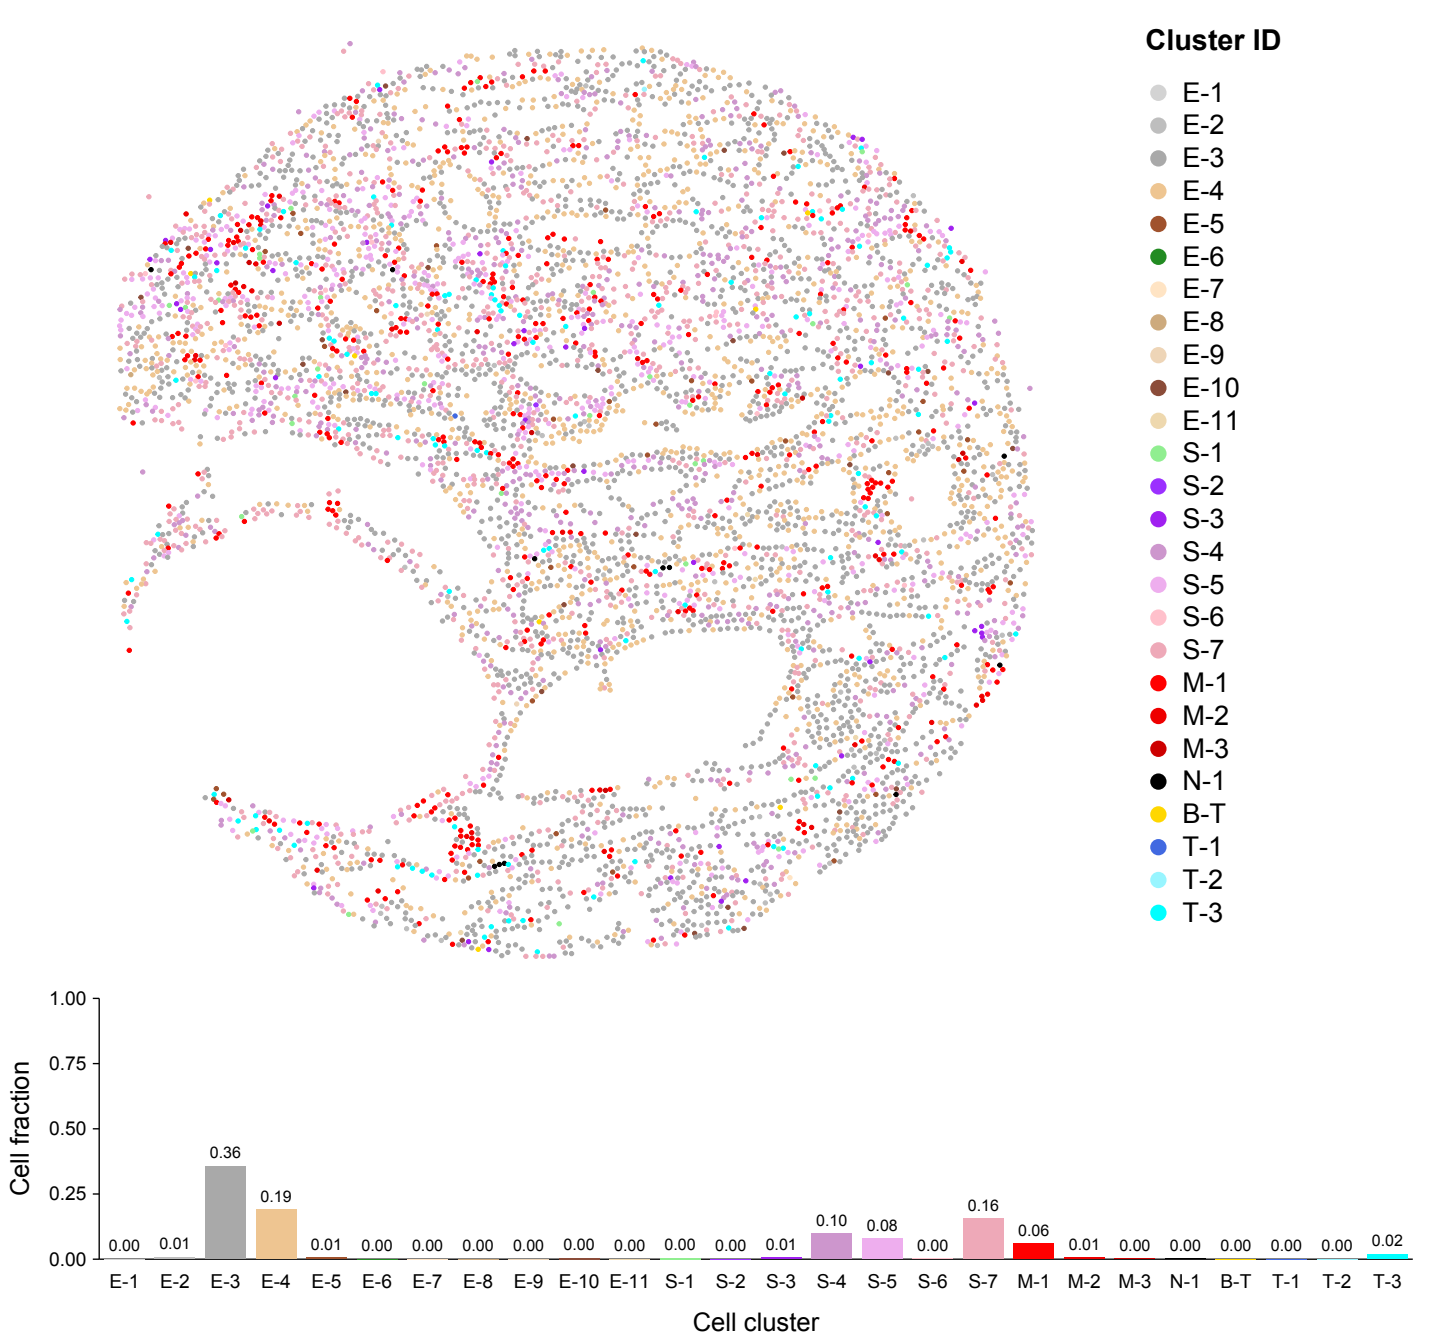 Cluster ID
E-1
E-2
E-3
E-4
E-5
E-6
E-7
E-8
E-9
E-10
E-11
S-1
S-2
S-3
S-4
S-5
S-6
S-7
M-1
M-2
M-3
N-1
B-T
T-1
T-2
T-3
Cell fraction
1.00
0.75
0.50
0.25
0.00
0.00 0.01 0.36 0.19 0.01 0.00 0.00 0.00 0.00 0.00 0.00 0.00 0.00 0.01 0.10 0.08 0.00 0.16 0.06 0.01 0.00 0.00 0.00 0.00 0.00 0.02
E-1 E-2 E-3 E-4 E-5 E-6 E-7 E-8 E-9 E-10 E-11 S-1 S-2 S-3 S-4 S-5 S-6 S-7 M-1 M-2 M-3 N-1 B-T T-1 T-2 T-3
Cell cluster